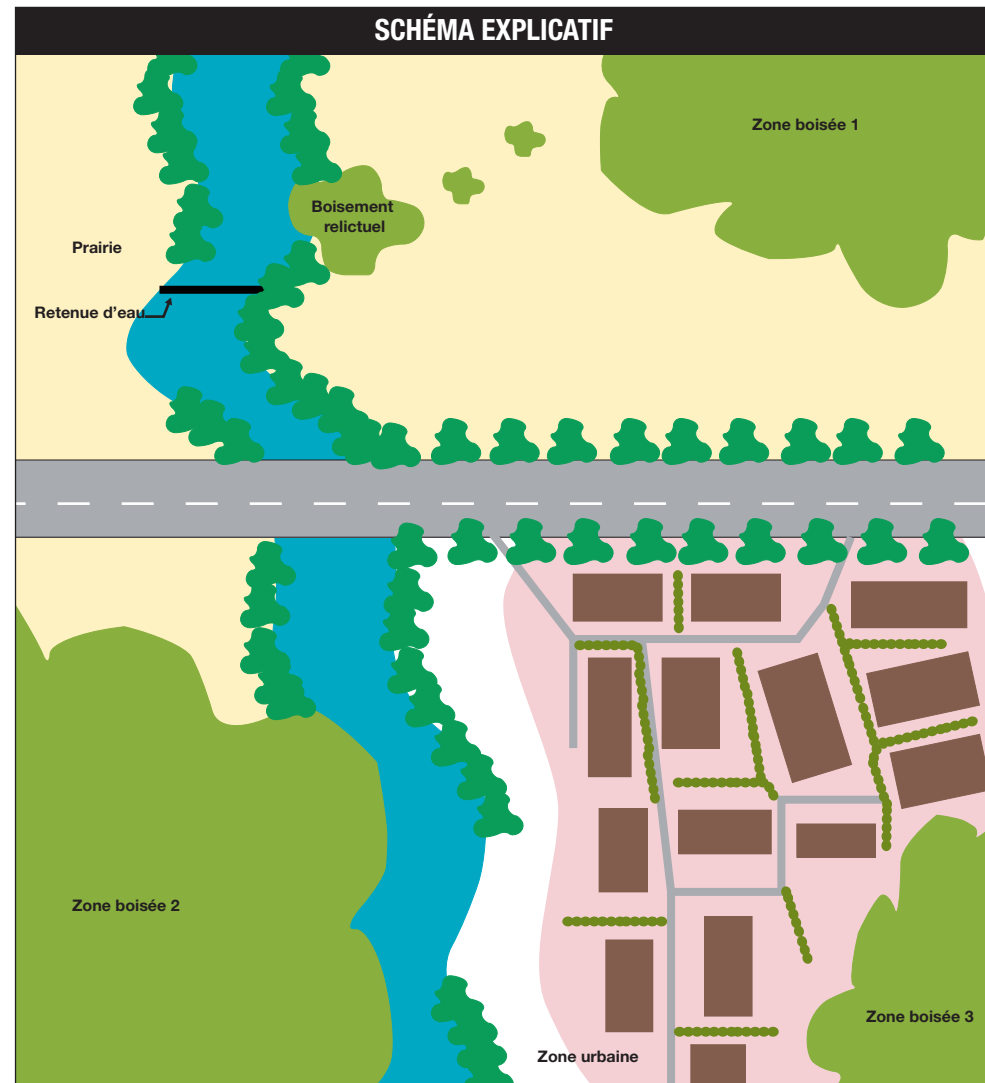 SCHÉMA EXPLICATIF
Zone boisée 1
Boisement
relictuel
Prairie
Retenue d'eau
Zone boisée 2
Zone boisée 3
Zone urbaine